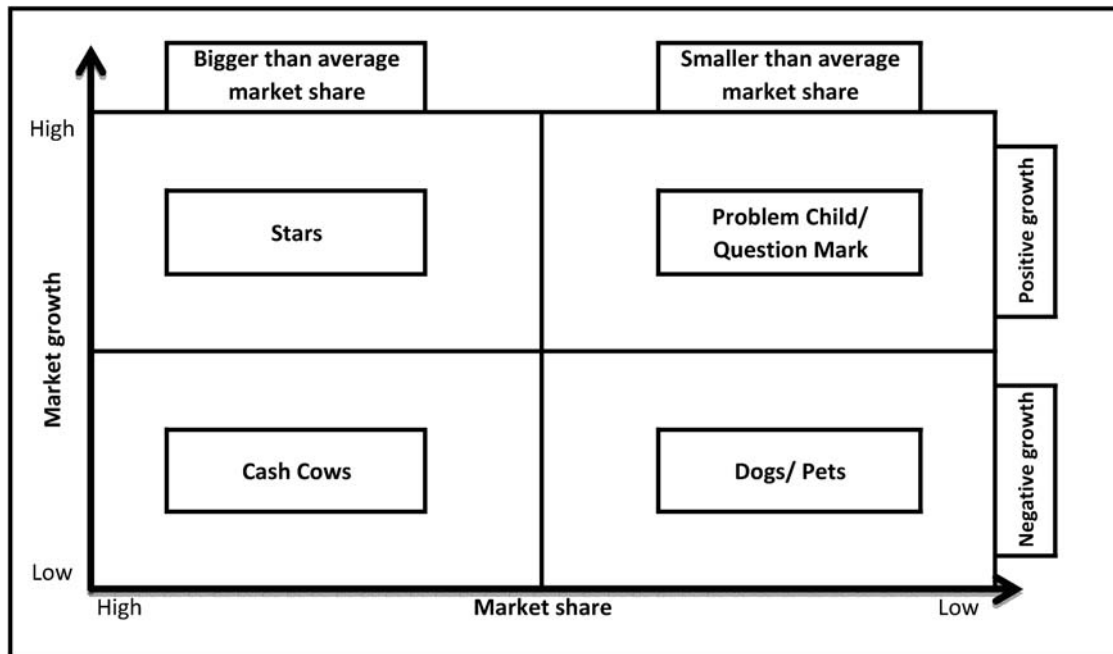 Bigger than average
market share
Smaller than average
market share
High
Stars
Problem Child/
Question Mark
Positive growth
Market growth
Cash Cows
Dogs/ Pets
Negative growth
Low
High
Market share
Low